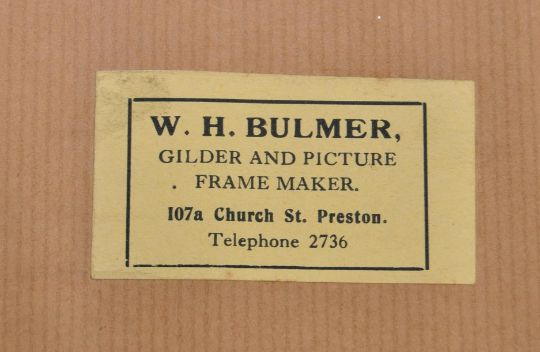 W. H. BULMER,
GILDER AND PICTURE
FRAME MAKER.
107a Church St. Preston.
Telephone 2736